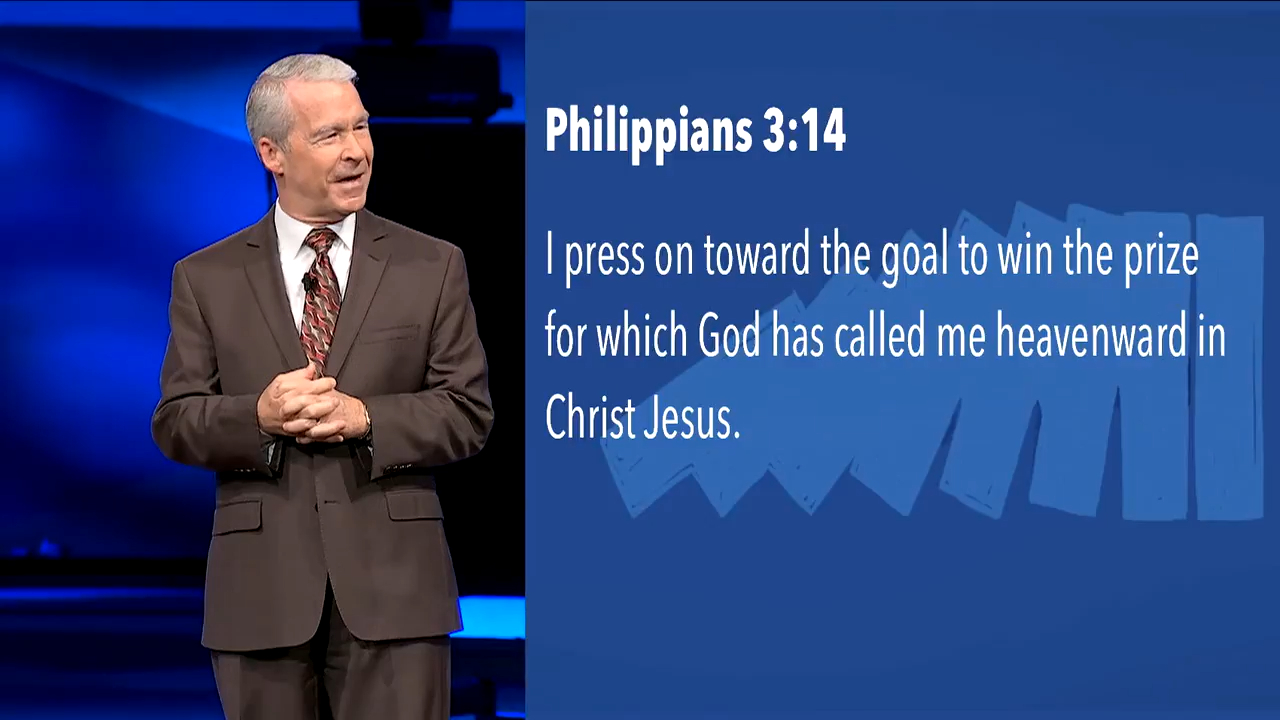 Philippians 3:14
I press on toward the goal to win the prize
for which God has called me heavenward in
Christ Jesus.